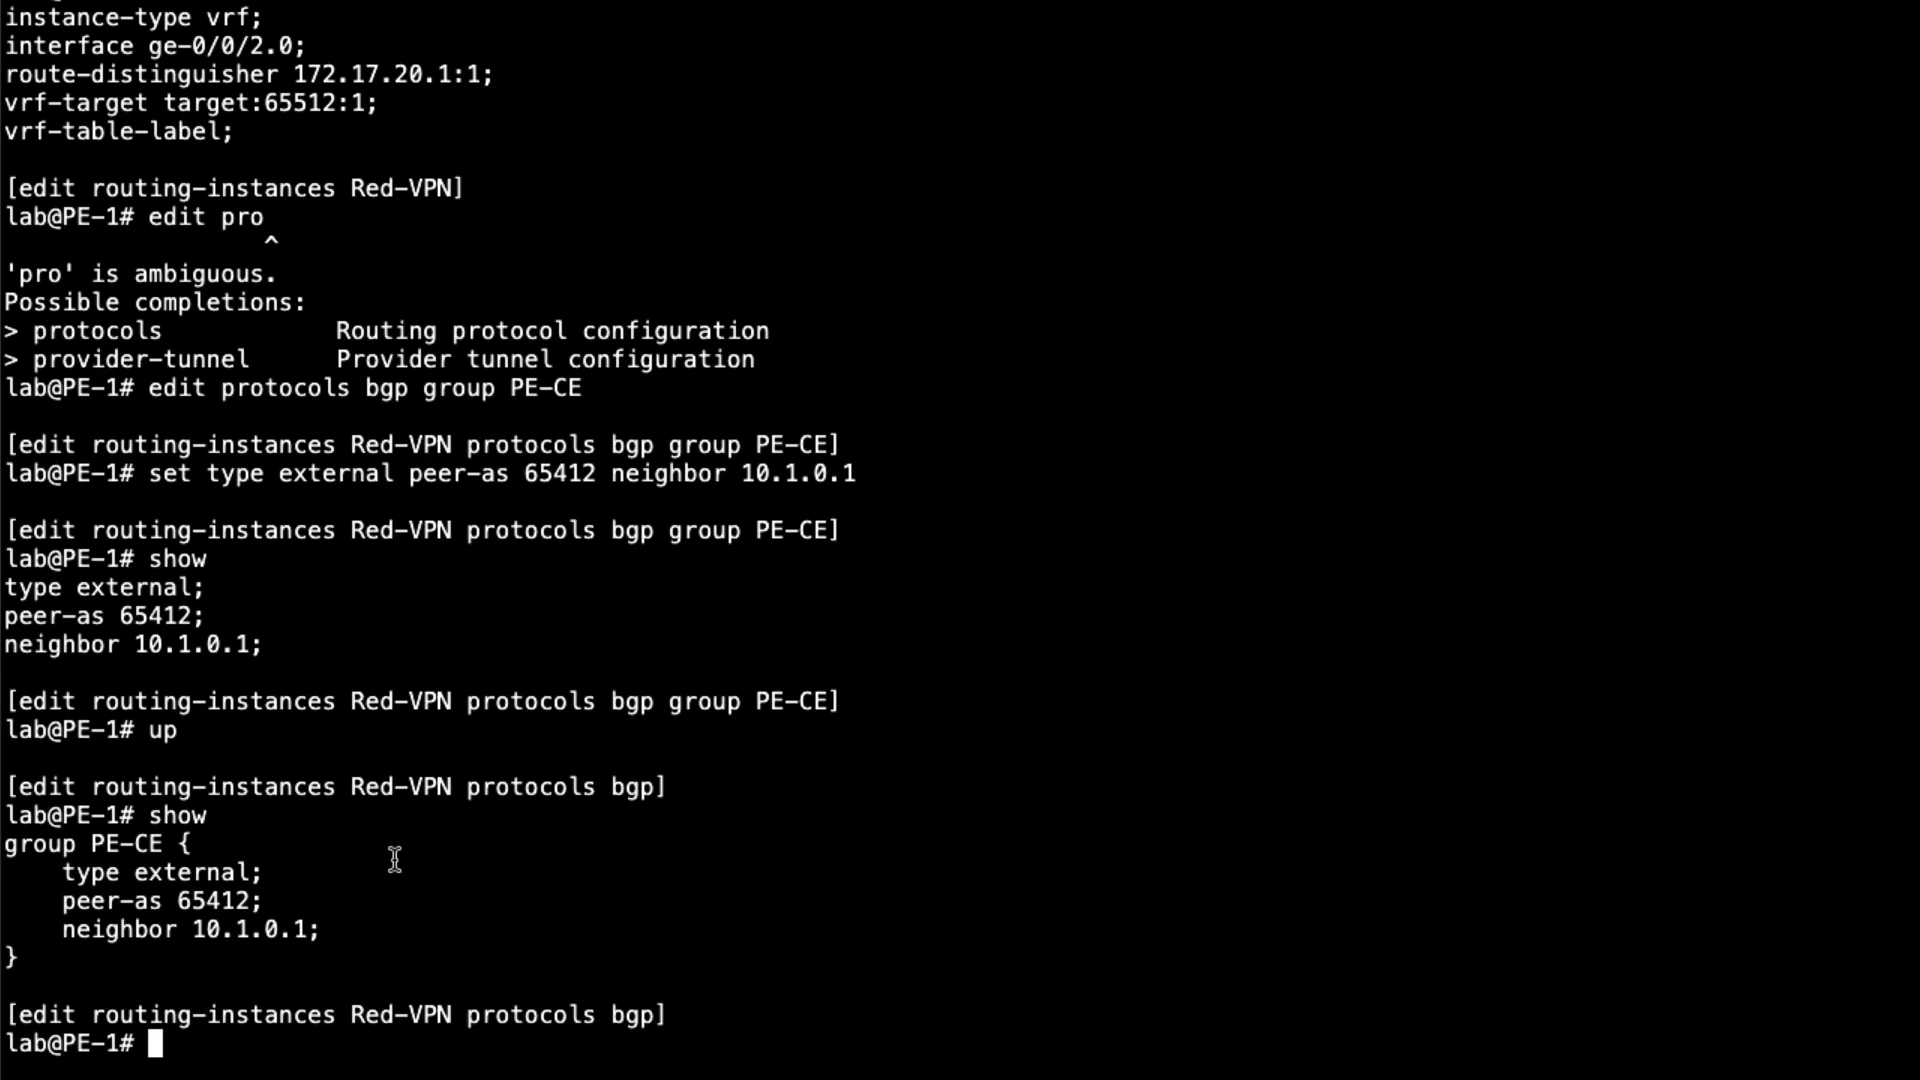 instance-type vrf;
interface ge-0/0/2.0;
route-distinguisher 172.17.20.1:1;
vrf-target target:65512:1;
vrf-table-label;
[edit routing-instances Red-VPN]
lab@PE-1# edit pro
^
'pro' is ambiguous.
Possible completions:
> protocols            Routing protocol configuration
> provider-tunnel      Provider tunnel configuration
lab@PE-1# edit protocols bgp group PE-CE
[edit routing-instances Red-VPN protocols bgp group PE-CE]
lab@PE-1# set type external peer-as 65412 neighbor 10.1.0.1
[edit routing-instances Red-VPN protocols bgp group PE-CE]
lab@PE-1# show
type external;
peer-as 65412;
neighbor 10.1.0.1;
[edit routing-instances Red-VPN protocols bgp group PE-CE]
lab@PE-1# up
[edit routing-instances Red-VPN protocols bgp]
lab@PE-1# show
group PE-CE {
    type external;
    peer-as 65412;
    neighbor 10.1.0.1;
}
[edit routing-instances Red-VPN protocols bgp]
lab@PE-1#